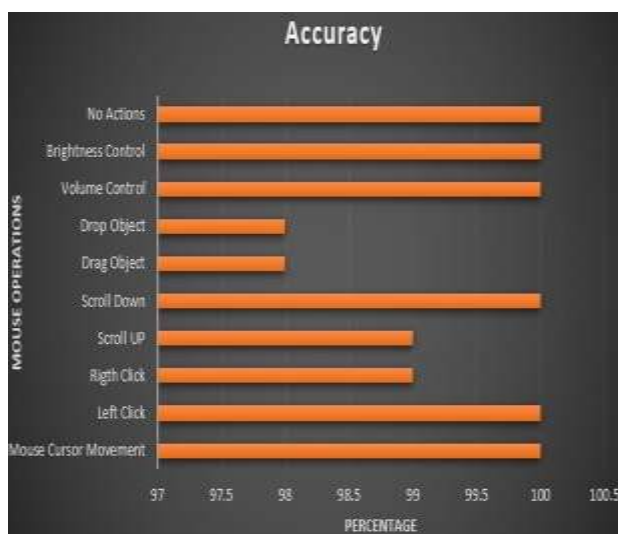 Accuracy
No Actions
Brightness Control
Volume Control
Drop Object
Drag Object
Scroll Down
Scroll UP
Rigth Click
Left Click
Mouse Cursor Movement
MOUSE OPERATIONS
97 97.5 98 98.5 99 99.5 100 100.5
PERCENTAGE